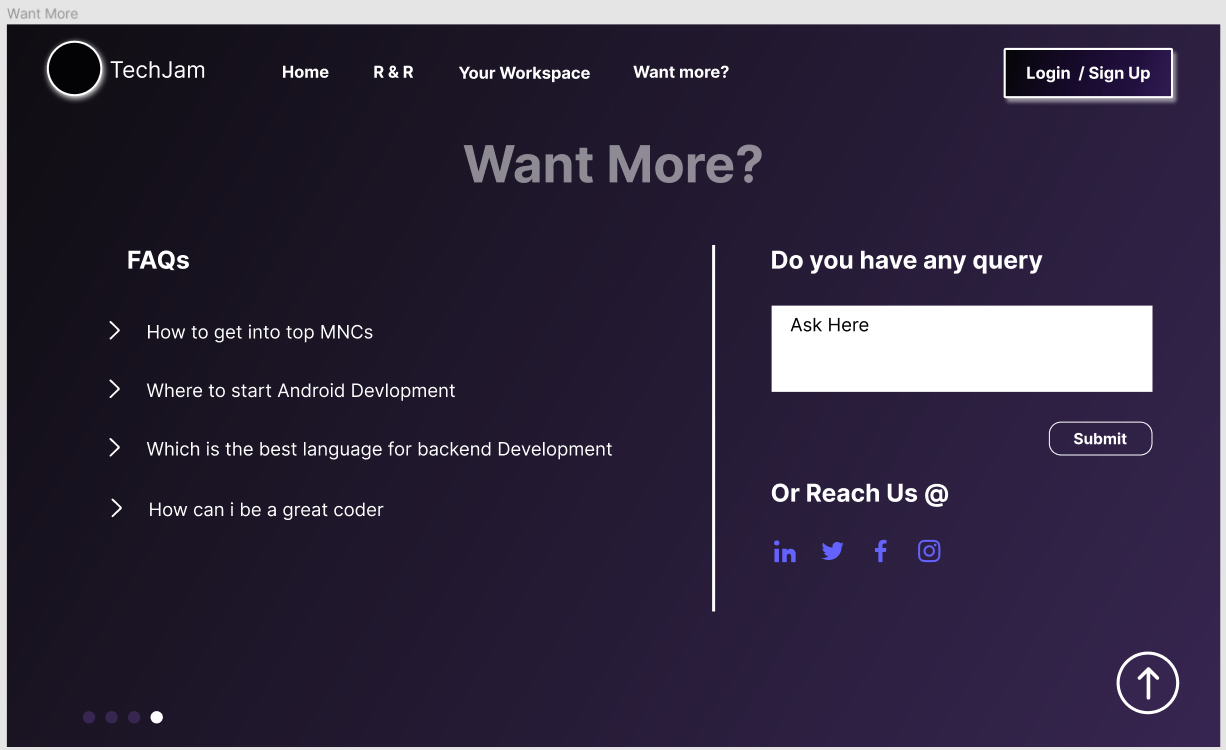 Want More
TechJam
Home
R & R
Your Workspace
Want more?
Login / Sign Up
Want More?
FAQs
How to get into top MNCs
Where to start Android Devlopment
Which is the best language for backend Development
How can i be a great coder
Do you have any query
Ask Here
Submit
Or Reach Us @